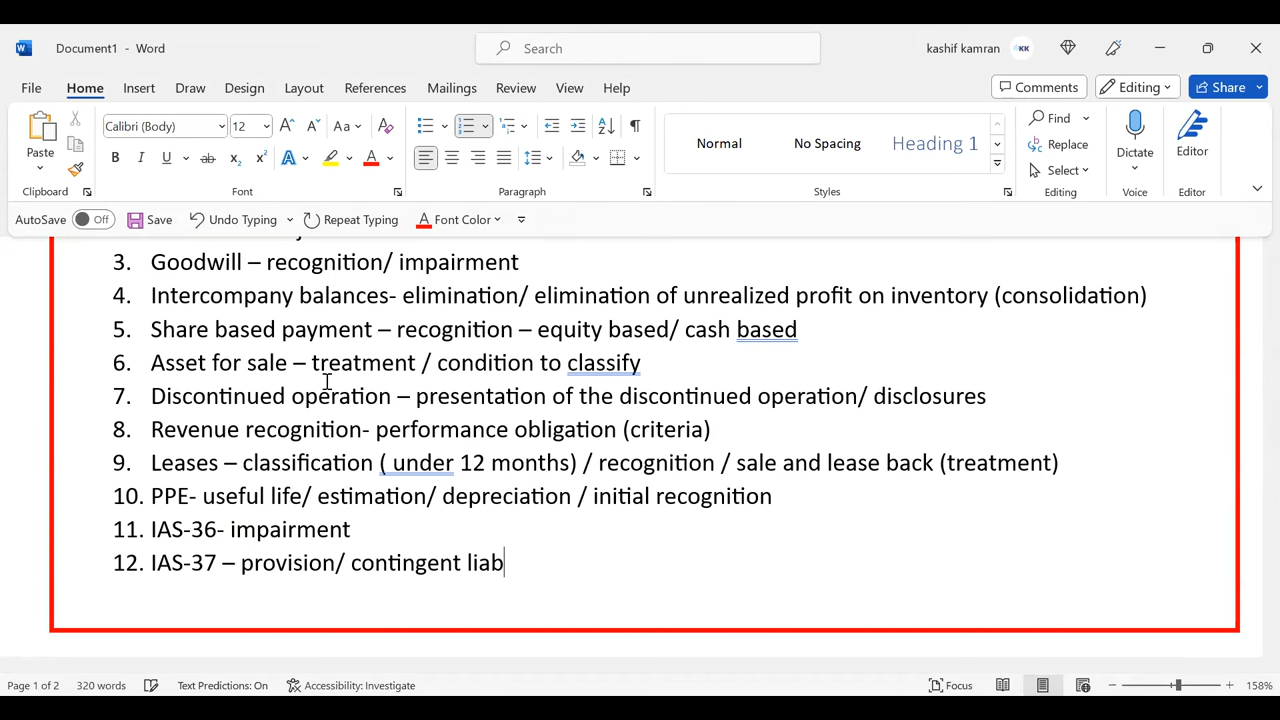 Document1 - Word
Search
kashif kamran
KK
File
Home
Insert
Draw
Design
Layout
References
Mailings
Review
View
Help
Comments
Editing
Share
Paste
Clipboard
Calibri (Body)
12
Font
Paragraph
Normal
No Spacing
Heading 1
Styles
Find
Replace
Select
Editing
Dictate
Voice
Editor
Editor
AutoSave Off
Save
Undo Typing
Repeat Typing
Font Color
3. Goodwill – recognition/ impairment
4. Intercompany balances- elimination/ elimination of unrealized profit on inventory (consolidation)
5. Share based payment – recognition – equity based/ cash based
6. Asset for sale – treatment / condition to classify
7. Discontinued operation – presentation of the discontinued operation/ disclosures
8. Revenue recognition- performance obligation (criteria)
9. Leases – classification ( under 12 months) / recognition / sale and lease back (treatment)
10. PPE- useful life/ estimation/ depreciation / initial recognition
11. IAS-36- impairment
12. IAS-37 – provision/ contingent liab
Page 1 of 2
320 words
Text Predictions: On
Accessibility: Investigate
Focus
158%